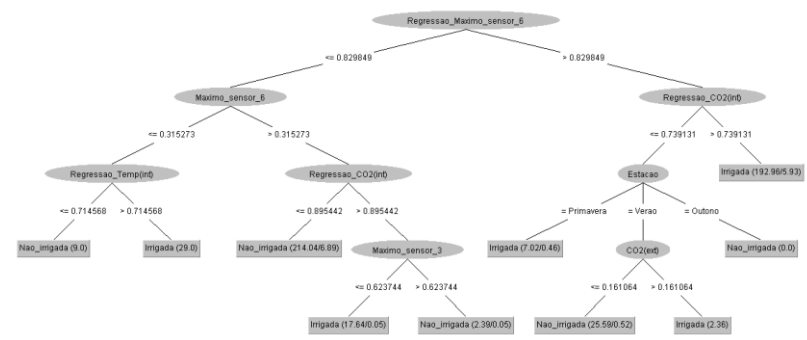 Regressao_Maximo_sensor_6
<= 0.829849 > 0.829849
Maximo_sensor_6 Regressao_CO2(int)
<= 0.315273 > 0.315273 <= 0.739131 > 0.739131
Regressao_Temp(int) Regressao_CO2(int) Estacao Irrigada (192.96/5.93)
<= 0.714568 > 0.714568 <= 0.895442 > 0.895442 = Primavera = Verao = Outono
Nao_irrigada (9.0) Irrigada (29.0) Nao_irrigada (214.04/6.89) Maximo_sensor_3 Irrigada (7.02/0.46) CO2(ext) Nao_irrigada (0.0)
<= 0.623744 > 0.623744 <= 0.161064 > 0.161064
Irrigada (17.64/0.05) Nao_irrigada (2.39/0.05) Nao_irrigada (25.59/0.52) Irrigada (2.36)